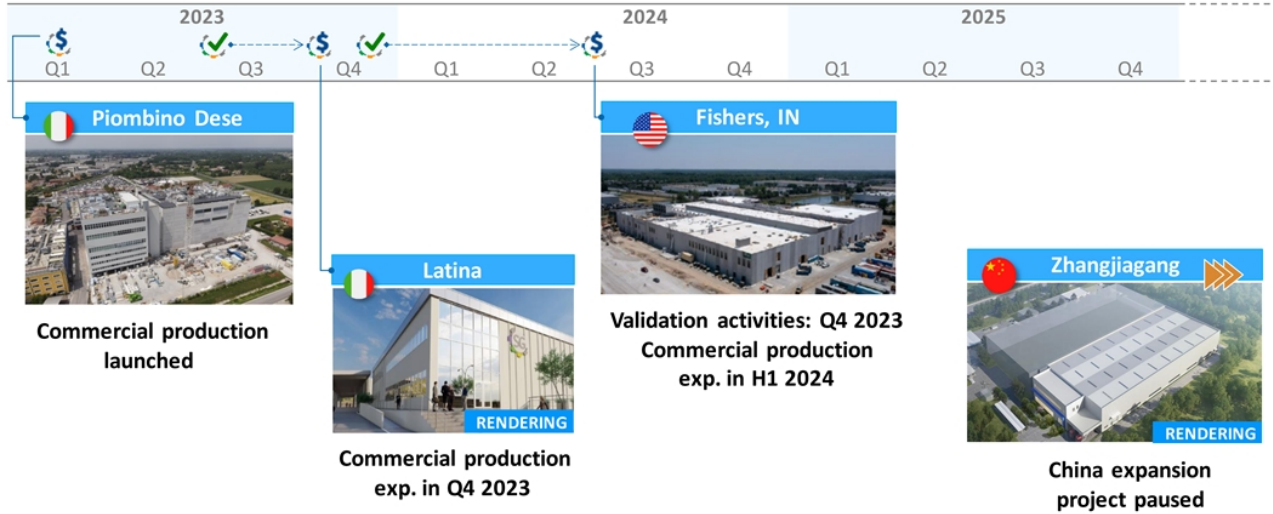 2023
2024
2025
$
$
$
Q1
Q2
Q3
Q4
Q1
Q2
Q3
Q4
Q1
Q2
Q3
Q4
Piombino Dese
Commercial production
launched
Latina
SG
RENDERING
Commercial production
exp. in Q4 2023
Fishers, IN
Validation activities: Q4 2023
Commercial production
exp. in H1 2024
Zhangjiagang
RENDERING
China expansion
project paused